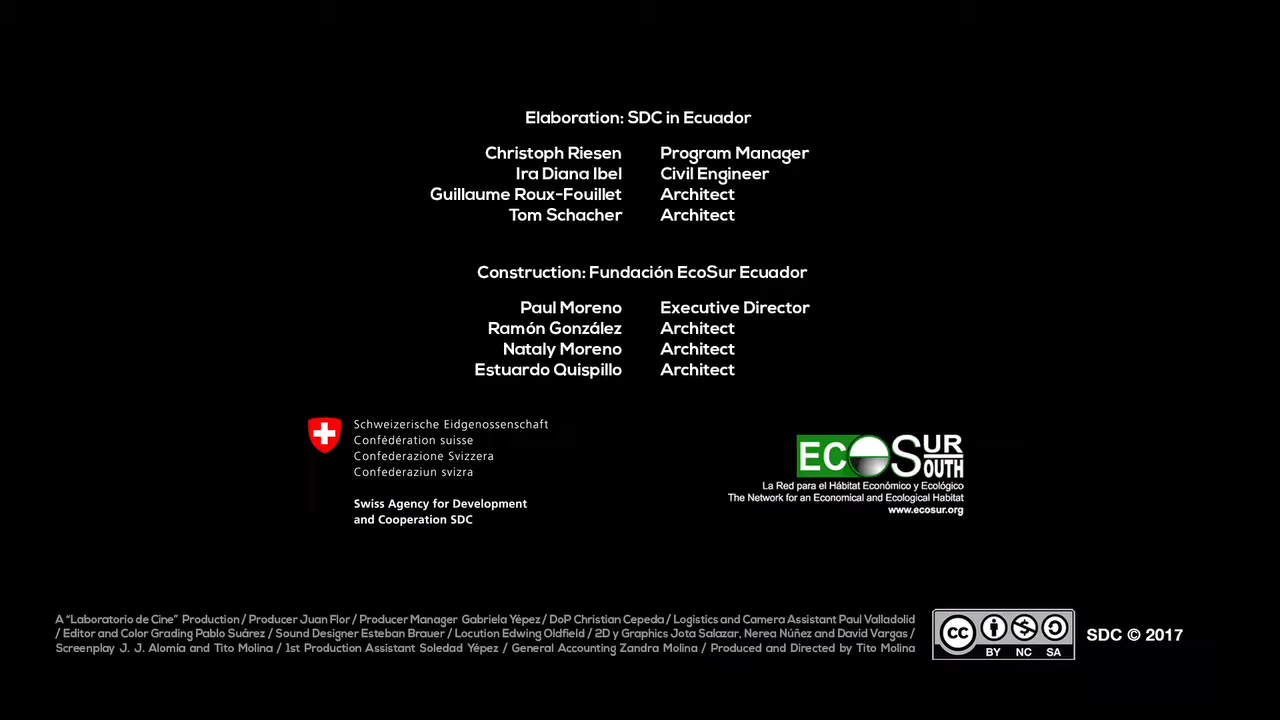 Elaboration: SDC in Ecuador
Christoph Riesen Program Manager
Ira Diana Ibel Civil Engineer
Guillaume Roux-Fouillet Architect
Tom Schacher Architect
Construction: Fundación EcoSur Ecuador
Paul Moreno Executive Director
Ramón González Architect
Nataly Moreno Architect
Estuardo Quispillo Architect
Schweizerische Eidgenossenschaft
Confédération suisse
Confederazione Svizzera
Confederaziun svizra
Swiss Agency for Development
and Cooperation SDC
ECOSUR
SOUTH
La Red para el Hábitat Económico y Ecológico
The Network for an Economical and Ecological Habitat
www.ecosur.org
A "Laboratorio de Cine" Production / Producer Juan Flor / Producer Manager Gabriela Yépez / DoP Christian Cepeda / Logistics and Camera Assistant Paul Valladolid
/ Editor and Color Grading Pablo Suárez / Sound Designer Esteban Brauer / Locution Edwing Oldfield / 2D y Graphics Jota Salazar, Nerea Núñez and David Vargas /
Screenplay J. J. Alomía and Tito Molina / 1st Production Assistant Soledad Yépez / General Accounting Zandra Molina / Produced and Directed by Tito Molina
cc
BY NC SA
SDC © 2017